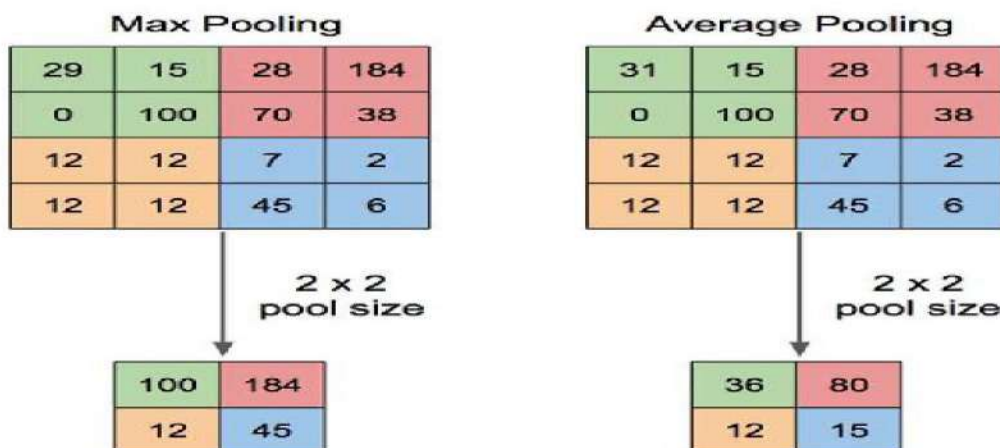 Max Pooling
29 15 28 184
0 100 70 38
12 12 7 2
12 12 45 6
2 x 2
pool size
100 184
12 45
Average Pooling
31 15 28 184
0 100 70 38
12 12 7 2
12 12 45 6
2 x 2
pool size
36 80
12 15